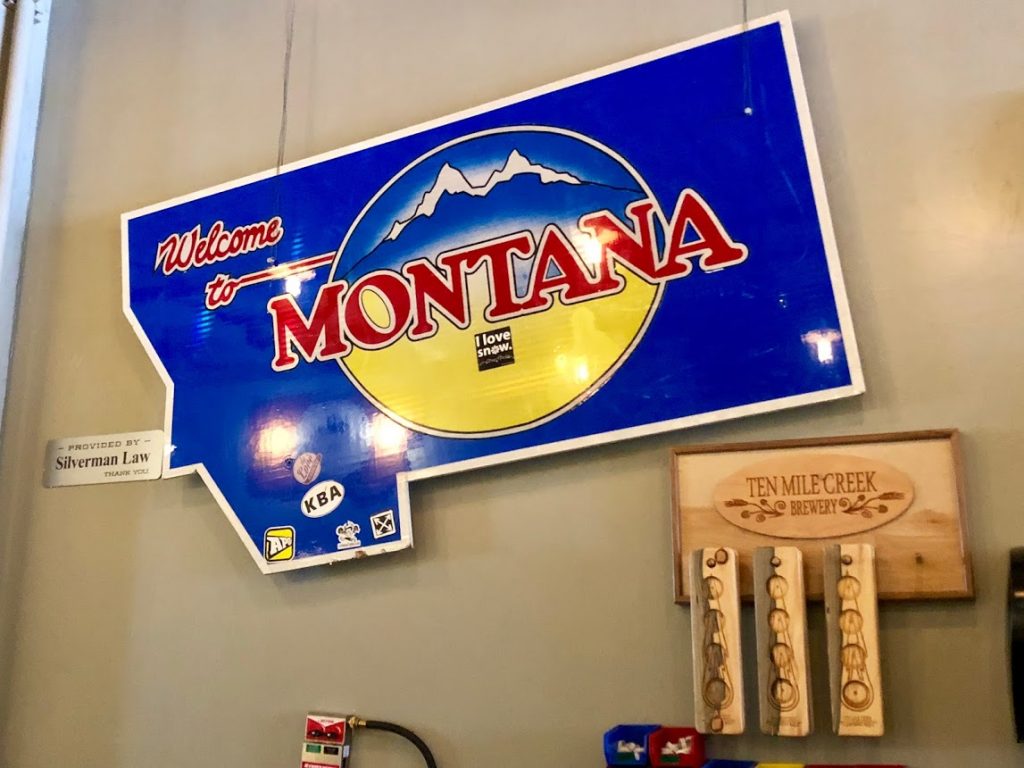 Welcome
to
MONTANA
I love
snow.
- PROVIDED BY -
Silverman Law
THANK YOU
KBA
TEN MILE CREEK
BREWERY